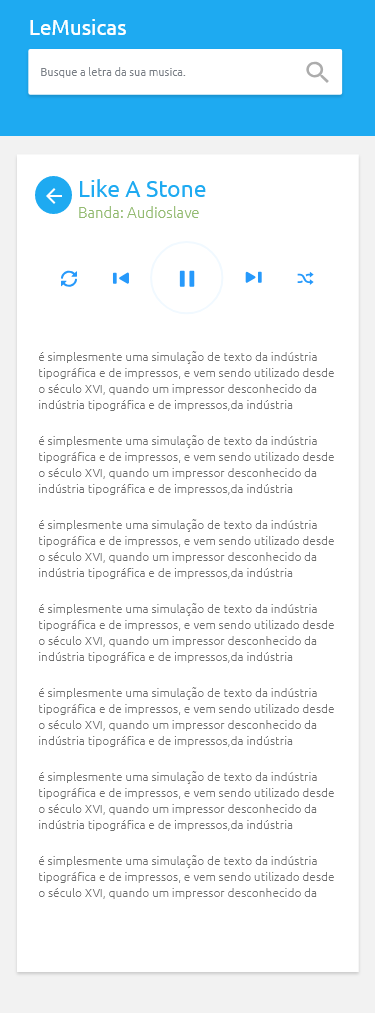 LeMusicas
Busque a letra da sua musica.
Like A Stone
Banda: Audioslave
é simplesmente uma simulação de texto da indústria
tipográfica e de impressos, e vem sendo utilizado desde
o século XVI, quando um impressor desconhecido da
indústria tipográfica e de impressos,da indústria
é simplesmente uma simulação de texto da indústria
tipográfica e de impressos, e vem sendo utilizado desde
o século XVI, quando um impressor desconhecido da
indústria tipográfica e de impressos,da indústria
é simplesmente uma simulação de texto da indústria
tipográfica e de impressos, e vem sendo utilizado desde
o século XVI, quando um impressor desconhecido da
indústria tipográfica e de impressos,da indústria
é simplesmente uma simulação de texto da indústria
tipográfica e de impressos, e vem sendo utilizado desde
o século XVI, quando um impressor desconhecido da
indústria tipográfica e de impressos,da indústria
é simplesmente uma simulação de texto da indústria
tipográfica e de impressos, e vem sendo utilizado desde
o século XVI, quando um impressor desconhecido da
indústria tipográfica e de impressos,da indústria
é simplesmente uma simulação de texto da indústria
tipográfica e de impressos, e vem sendo utilizado desde
o século XVI, quando um impressor desconhecido da
indústria tipográfica e de impressos,da indústria
é simplesmente uma simulação de texto da indústria
tipográfica e de impressos, e vem sendo utilizado desde
o século XVI, quando um impressor desconhecido da